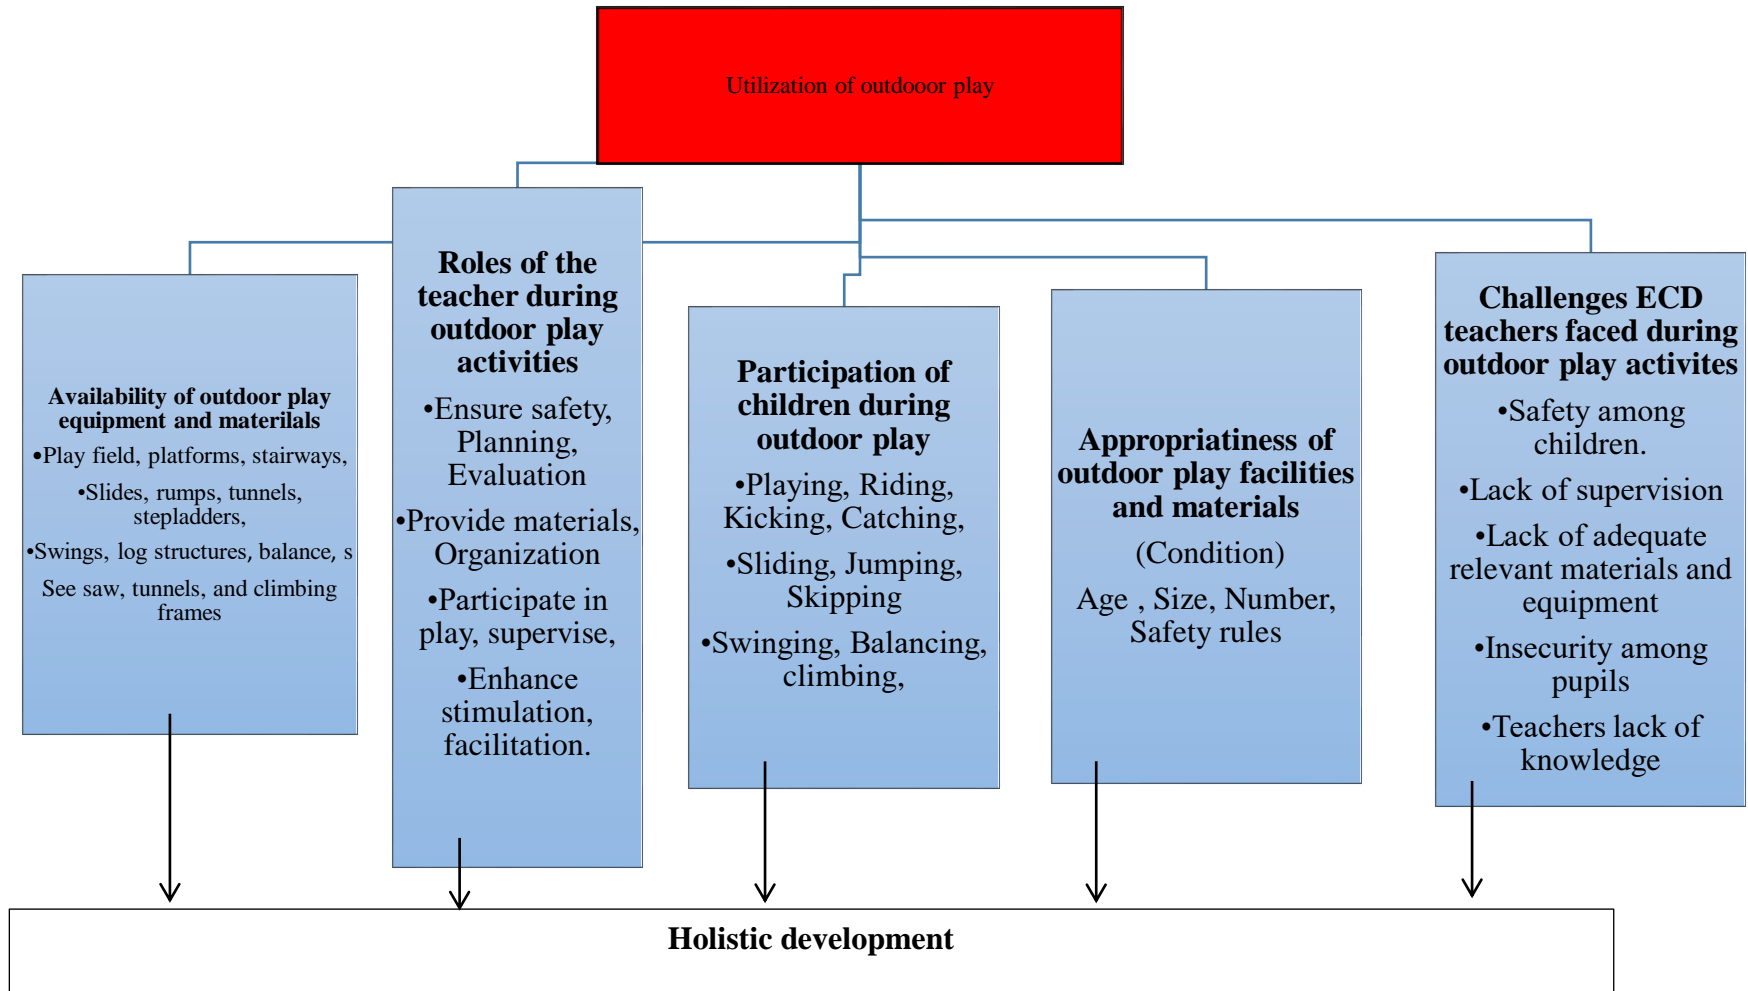 Utilization of outdooor play
Availability of outdoor play
equipment and materilals
•Play field, platforms, stairways,
•Slides, rumps, tunnels,
stepladders,
•Swings, log structures, balance, s
See saw, tunnels, and climbing
frames
Roles of the
teacher during
outdoor play
activities
•Ensure safety,
Planning,
Evaluation
•Provide materials,
Organization
•Participate in
play, supervise,
•Enhance
stimulation,
facilitation.
Participation of
children during
outdoor play
•Playing, Riding,
Kicking, Catching,
•Sliding, Jumping,
Skipping
•Swinging, Balancing,
climbing,
Appropriatiness of
outdoor play facilities
and materials
(Condition)
Age , Size, Number,
Safety rules
Challenges ECD
teachers faced during
outdoor play activites
•Safety among
children.
•Lack of supervision
•Lack of adequate
relevant materials and
equipment
•Insecurity among
pupils
•Teachers lack of
knowledge
Holistic development